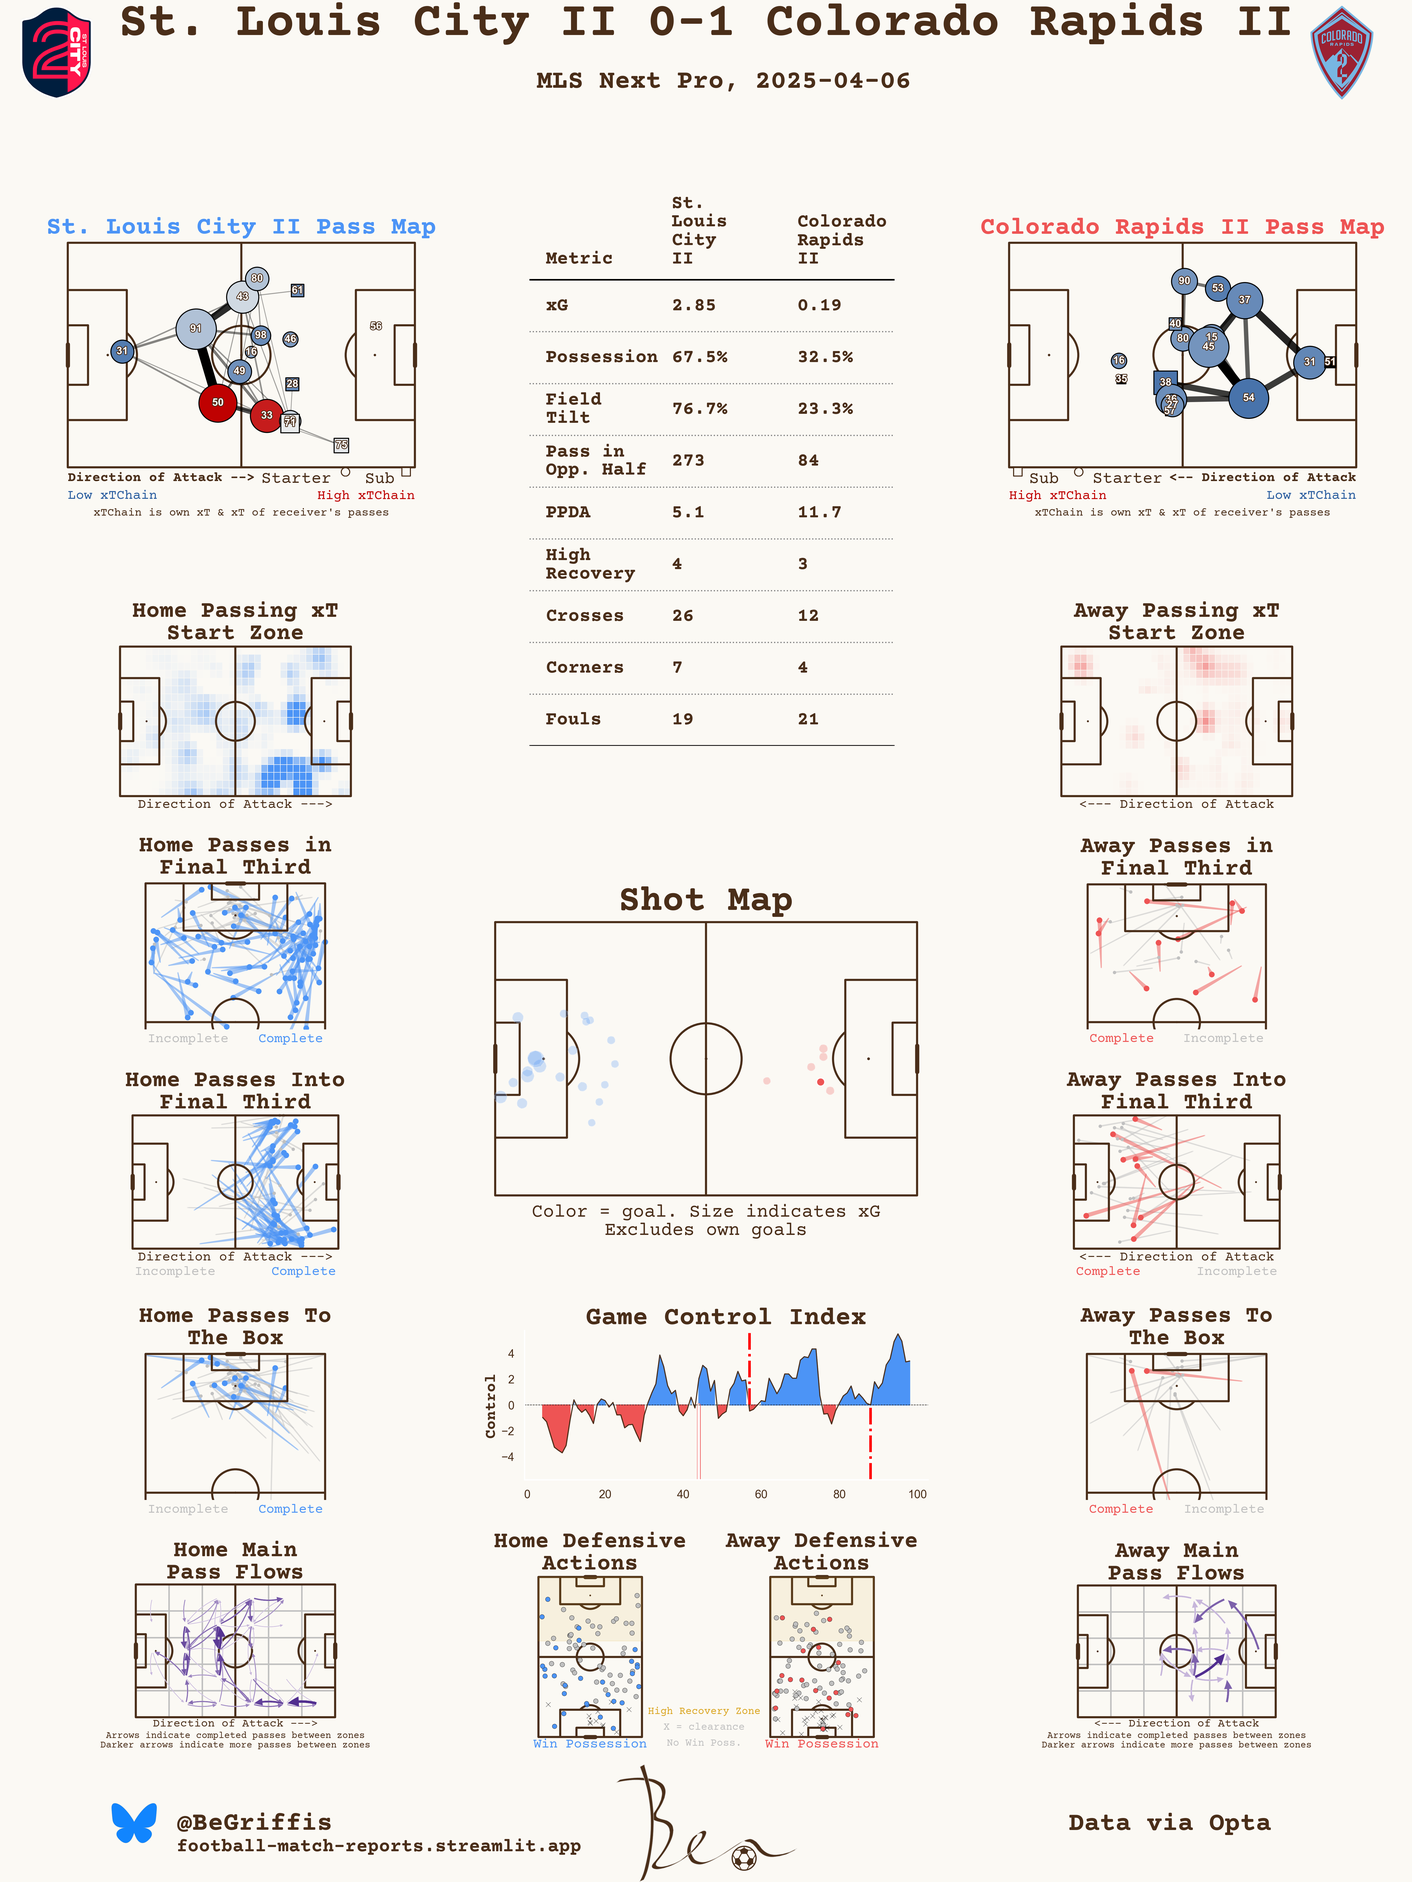 St. Louis City II 0-1 Colorado Rapids II
MLS Next Pro, 2025-04-06
ST LOUIS
CITY
2
COLORADO
RAPIDS
2
St. Louis City II Pass Map
80
61
43
91
56
98
46
31
16
49
28
50
33
71
75
Direction of Attack --> Starter Sub
Low xTChain High xTChain
xTChain is own xT & xT of receiver's passes
Metric St. Louis City II Colorado Rapids II
xG 2.85 0.19
Possession 67.5% 32.5%
Field Tilt 76.7% 23.3%
Pass in Opp. Half 273 84
PPDA 5.1 11.7
High Recovery 4 3
Crosses 26 12
Corners 7 4
Fouls 19 21
Colorado Rapids II Pass Map
90
53
37
40
80
15
45
16
31
51
35
38
36
27
57
54
Sub Starter <-- Direction of Attack
High xTChain Low xTChain
xTChain is own xT & xT of receiver's passes
Home Passing xT
Start Zone
Direction of Attack --->
Away Passing xT
Start Zone
<--- Direction of Attack
Home Passes in
Final Third
Incomplete Complete
Away Passes in
Final Third
Complete Incomplete
Shot Map
Color = goal. Size indicates xG
Excludes own goals
Home Passes Into
Final Third
Direction of Attack --->
Incomplete Complete
Away Passes Into
Final Third
<--- Direction of Attack
Complete Incomplete
Home Passes To
The Box
Incomplete Complete
Game Control Index
Control
4
2
0
−2
−4
0 20 40 60 80 100
Away Passes To
The Box
Complete Incomplete
Home Main
Pass Flows
Direction of Attack --->
Arrows indicate completed passes between zones
Darker arrows indicate more passes between zones
Home Defensive
Actions
Win Possession
Away Defensive
Actions
Win Possession
High Recovery Zone
X = clearance
No Win Poss.
Away Main
Pass Flows
<--- Direction of Attack
Arrows indicate completed passes between zones
Darker arrows indicate more passes between zones
@BeGriffis
football-match-reports.streamlit.app
Ben
Data via Opta